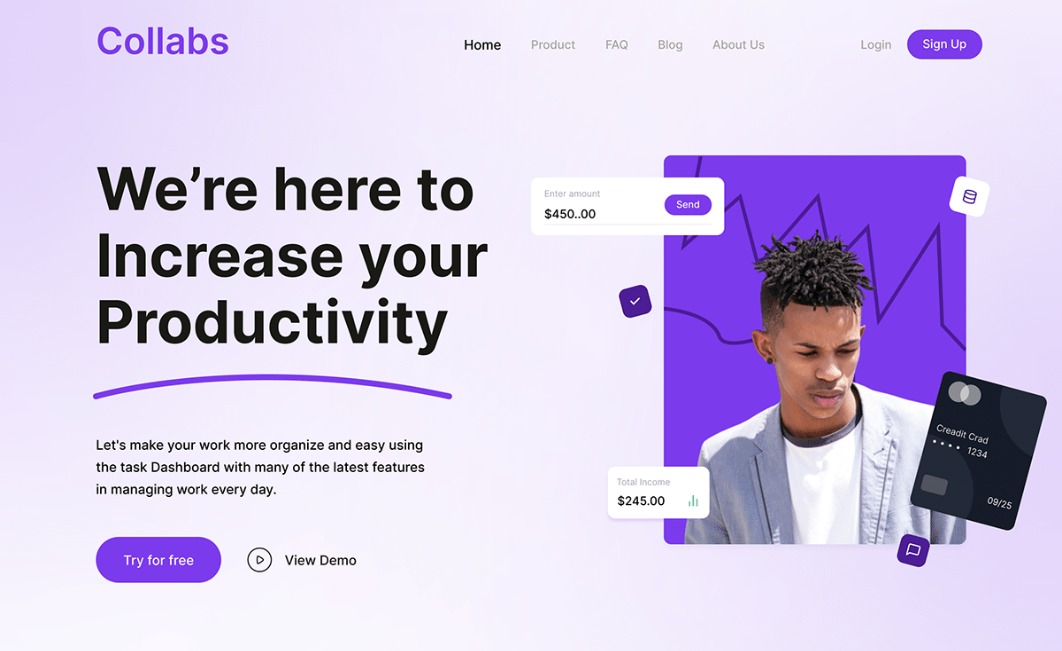 Collabs
Home
Product
FAQ
Blog
About Us
Login
Sign Up
We’re here to
Increase your
Productivity
Let's make your work more organize and easy using
the task Dashboard with many of the latest features
in managing work every day.
Try for free
View Demo
Enter amount
$450..00
Send
Creadit Crad
1234
09/25
Total Income
$245.00